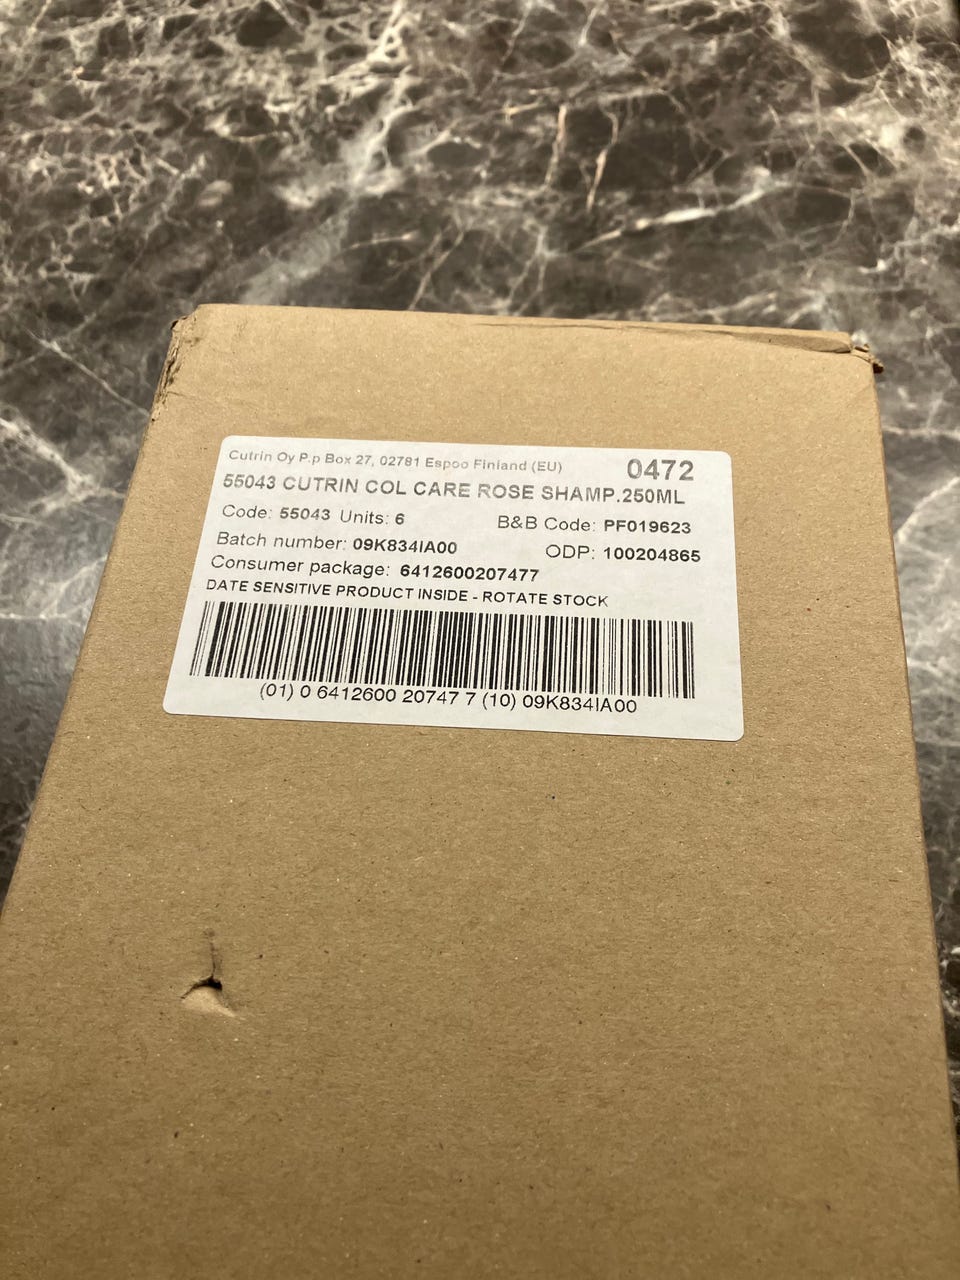 Cutrin Oy P.p Box 27, 02781 Espoo Finland (EU) 0472
55043 CUTRIN COL CARE ROSE SHAMP.250ML
Code: 55043 Units: 6 B&B Code: PF019623
Batch number: 09K834IA00 ODP: 100204865
Consumer package: 6412600207477
DATE SENSITIVE PRODUCT INSIDE - ROTATE STOCK
(01) 0 6412600 20747 7 (10) 09K834IA00